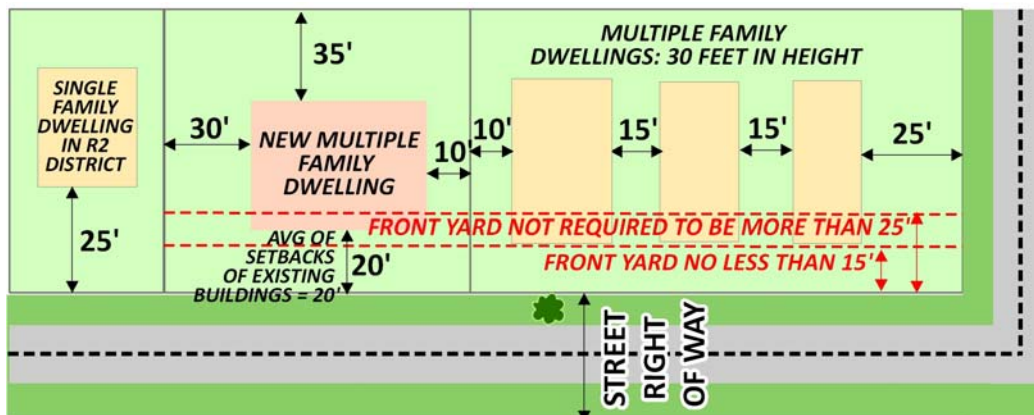 MULTIPLE FAMILY
DWELLINGS: 30 FEET IN HEIGHT
35'
SINGLE
FAMILY
DWELLING
IN R2
DISTRICT
30'
NEW MULTIPLE
FAMILY
DWELLING
10'
10'
15'
15'
25'
25'
FRONT YARD NOT REQUIRED TO BE MORE THAN 25'
AVG OF
SETBACKS
OF EXISTING
BUILDINGS = 20'
20'
FRONT YARD NO LESS THAN 15'
STREET
RIGHT
OF WAY